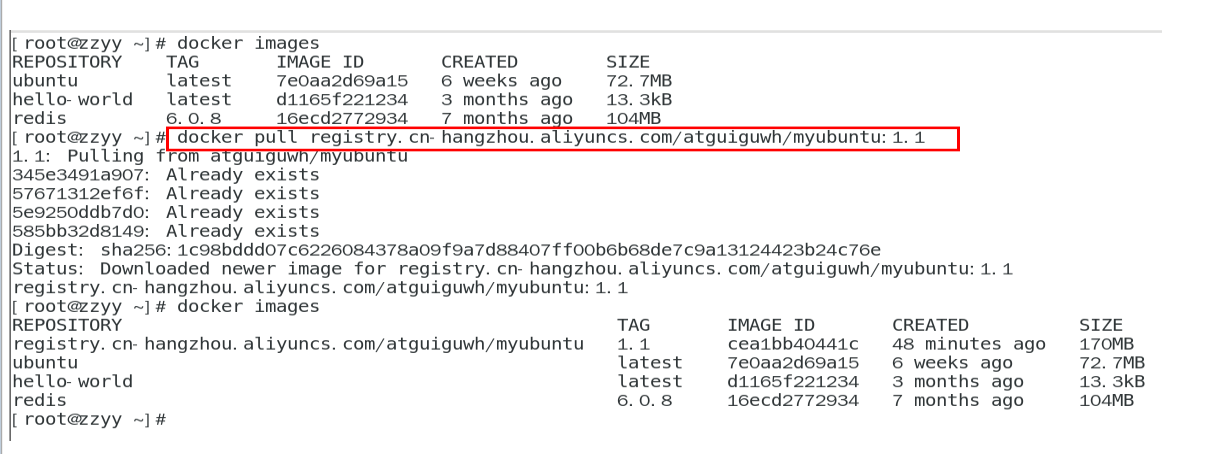 [root@zzyy ~]# docker images
REPOSITORY TAG IMAGE ID CREATED SIZE
ubuntu latest 7e0aa2d69a15 6 weeks ago 72.7MB
hello-world latest d1165f221234 3 months ago 13.3kB
redis 6.0.8 16ecd2772934 7 months ago 104MB
[root@zzyy ~]# docker pull registry.cn-hangzhou.aliyuncs.com/atguiguwh/myubuntu:1.1
1.1: Pulling from atguiguwh/myubuntu
345e3491a907: Already exists
57671312ef6f: Already exists
5e9250ddb7d0: Already exists
585bb32d8149: Already exists
Digest: sha256:1c98bddd07c6226084378a09f9a7d88407ff00b6b68de7c9a13124423b24c76e
Status: Downloaded newer image for registry.cn-hangzhou.aliyuncs.com/atguiguwh/myubuntu:1.1
registry.cn-hangzhou.aliyuncs.com/atguiguwh/myubuntu:1.1
[root@zzyy ~]# docker images
REPOSITORY TAG IMAGE ID CREATED SIZE
registry.cn-hangzhou.aliyuncs.com/atguiguwh/myubuntu 1.1 cea1bb40441c 48 minutes ago 170MB
ubuntu latest 7e0aa2d69a15 6 weeks ago 72.7MB
hello-world latest d1165f221234 3 months ago 13.3kB
redis 6.0.8 16ecd2772934 7 months ago 104MB
[root@zzyy ~]#